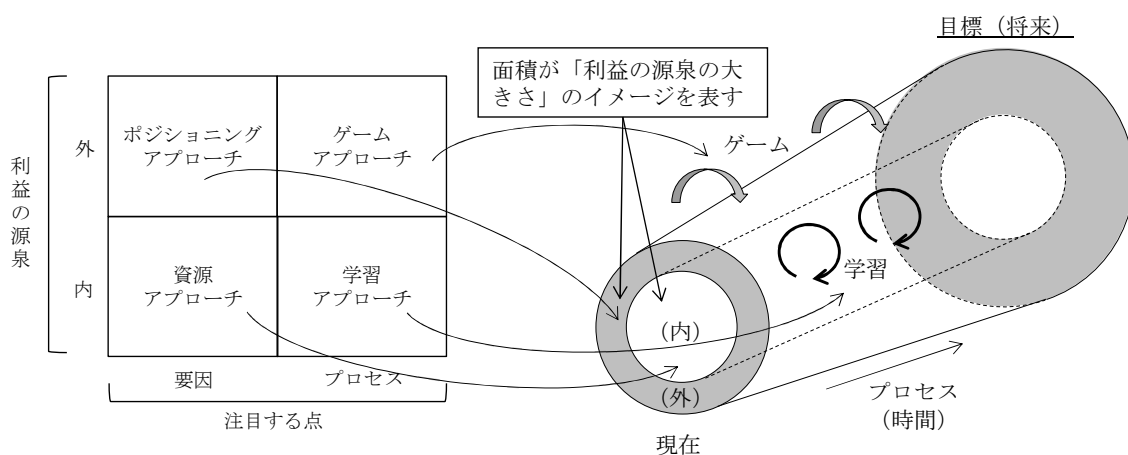 目標（将来）
面積が「利益の源泉の大
きさ」のイメージを表す
利益の源泉
外
内
ポジショニング
アプローチ
ゲーム
アプローチ
資源
アプローチ
学習
アプローチ
要因
プロセス
注目する点
ゲーム
学習
（内）
（外）
現在
プロセス
（時間）